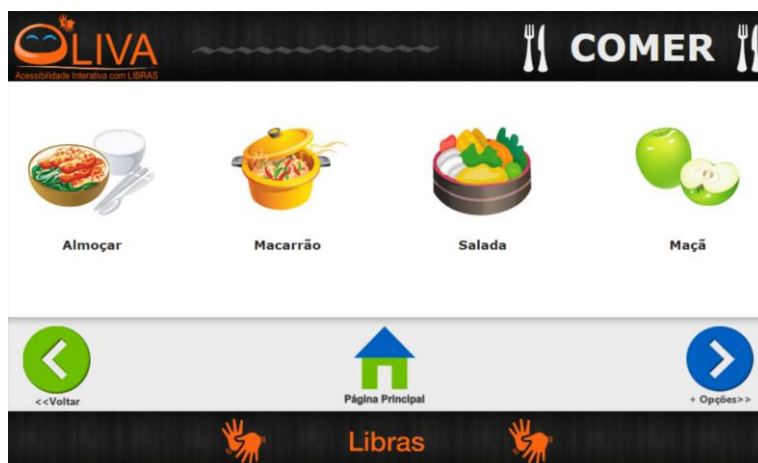 OLIVA
Acessibilidade Interativa com LIBRAS
COMER
Almoçar
Macarrão
Salada
Maçã
<<Voltar
Página Principal
+ Opções>>
Libras